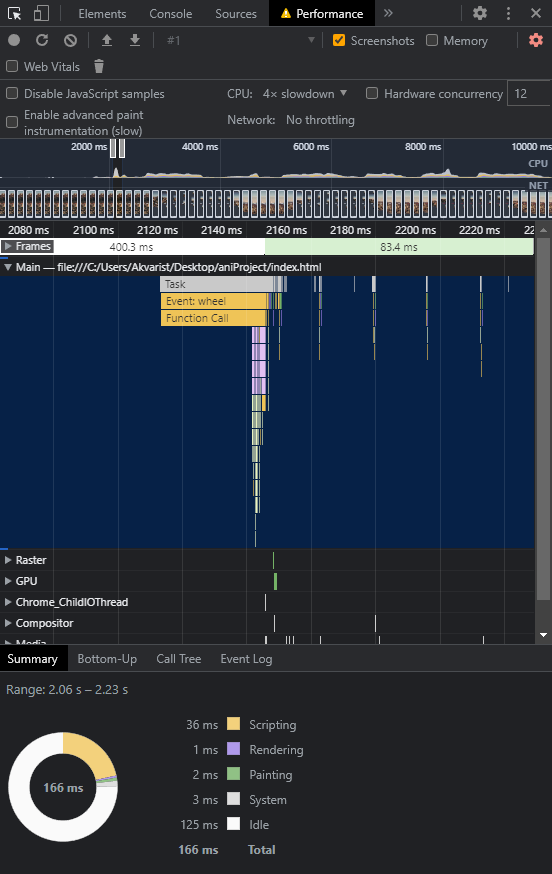 Elements Console Sources Performance »
#1 Screenshots Memory
Web Vitals
Disable JavaScript samples CPU: 4× slowdown Hardware concurrency 12
Enable advanced paint
instrumentation (slow) Network: No throttling
2000 ms 4000 ms 6000 ms 8000 ms 10000 ms
CPU
NET
2080 ms 2100 ms 2120 ms 2140 ms 2160 ms 2180 ms 2200 ms 2220 ms
Frames 400.3 ms 83.4 ms
Main — file:///C:/Users/Akvarist/Desktop/aniProject/index.html
Task
Event: wheel
Function Call
Raster
GPU
Chrome_ChildIOThread
Compositor
Media
Summary Bottom-Up Call Tree Event Log
Range: 2.06 s – 2.23 s
36 ms Scripting
1 ms Rendering
2 ms Painting
166 ms
3 ms System
125 ms Idle
166 ms Total